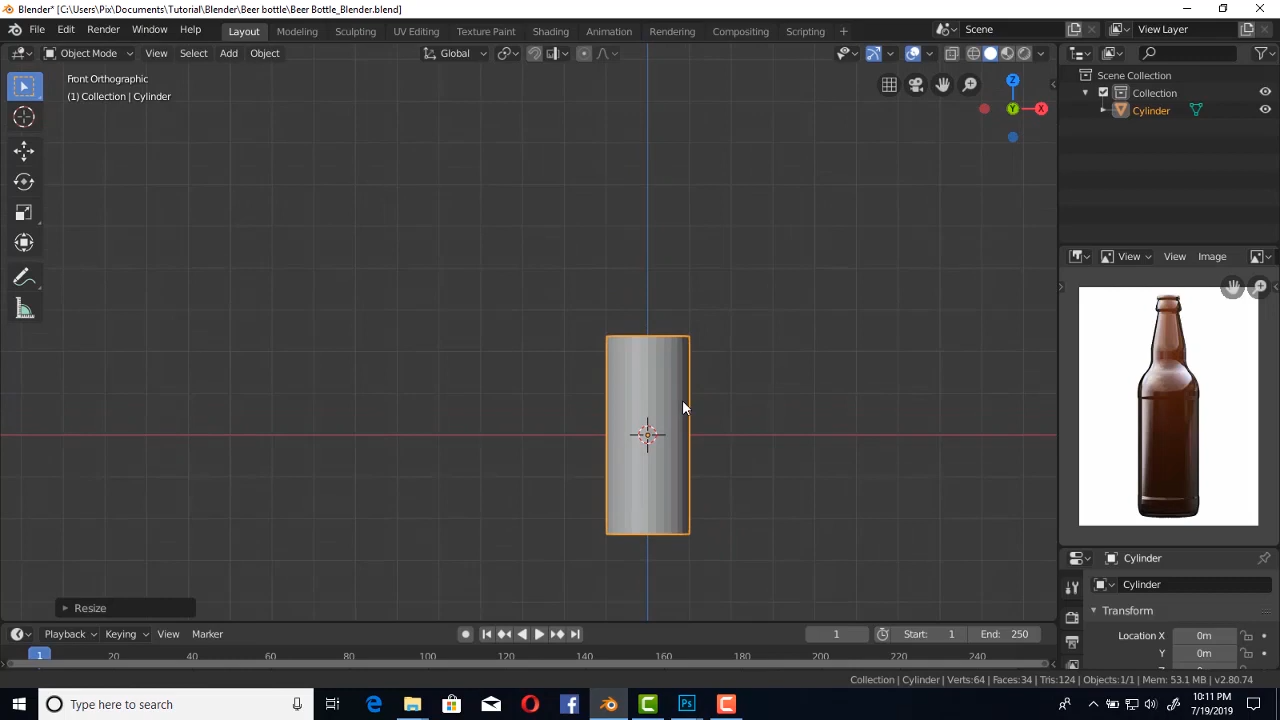 Blender* [C:\Users\Pix\Documents\Tutorial\Blender\Beer bottle\Beer Bottle_Blender.blend]
File Edit Render Window Help Layout Modeling Sculpting UV Editing Texture Paint Shading Animation Rendering Compositing Scripting + Scene View Layer
Object Mode View Select Add Object Global
Front Orthographic
(1) Collection | Cylinder
Z
Y
X
Scene Collection
Collection
Cylinder
View View Image
Cylinder
Cylinder
Transform
Location X 0m
Y 0m
Resize
Playback Keying View Marker 1 Start: 1 End: 250
1 20 40 60 80 100 120 140 160 180 200 220 240
Collection | Cylinder | Verts:64 | Faces:34 | Tris:124 | Objects:1/1 | Mem: 53.1 MB | v2.80.74
Type here to search
Ps
10:11 PM
7/19/2019